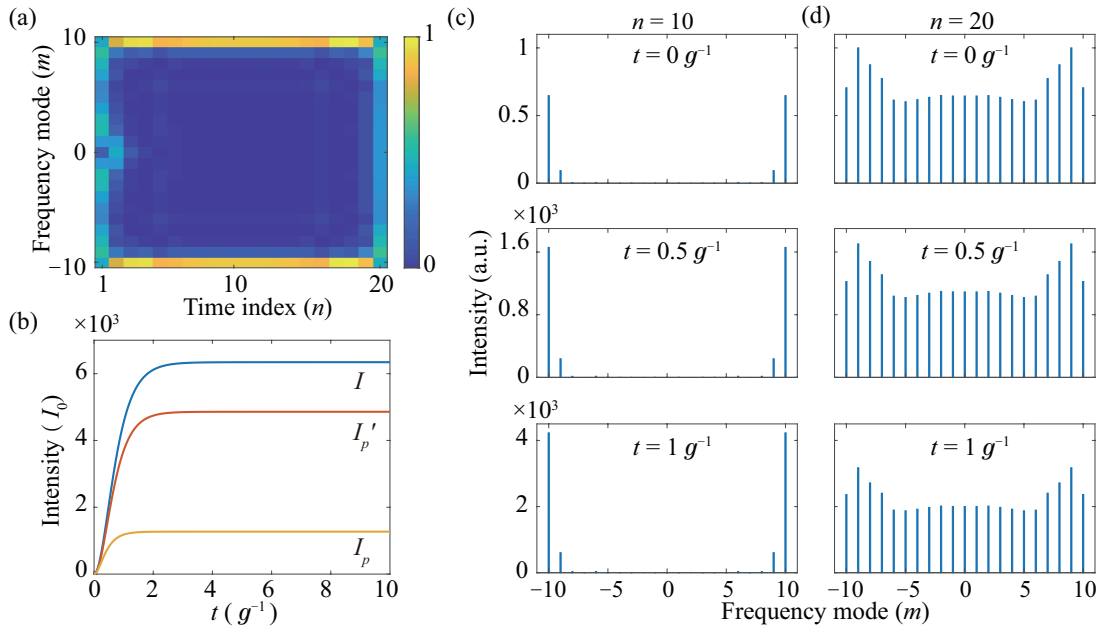 (a)
10
0
−10
Frequency mode (m)
1
10
20
Time index (n)
1
0
(b)
×10³
6
4
2
0
Intensity ( I₀)
I
Iₚ′
Iₚ
0
2
4
6
8
10
t ( g⁻¹)
(c)
n = 10
t = 0 g⁻¹
1
0.5
0
×10³
t = 0.5 g⁻¹
1.6
0.8
0
Intensity (a.u.)
×10³
t = 1 g⁻¹
4
2
0
−10
−5
0
5
10
(d)
n = 20
t = 0 g⁻¹
t = 0.5 g⁻¹
t = 1 g⁻¹
−10
−5
0
5
10
Frequency mode (m)